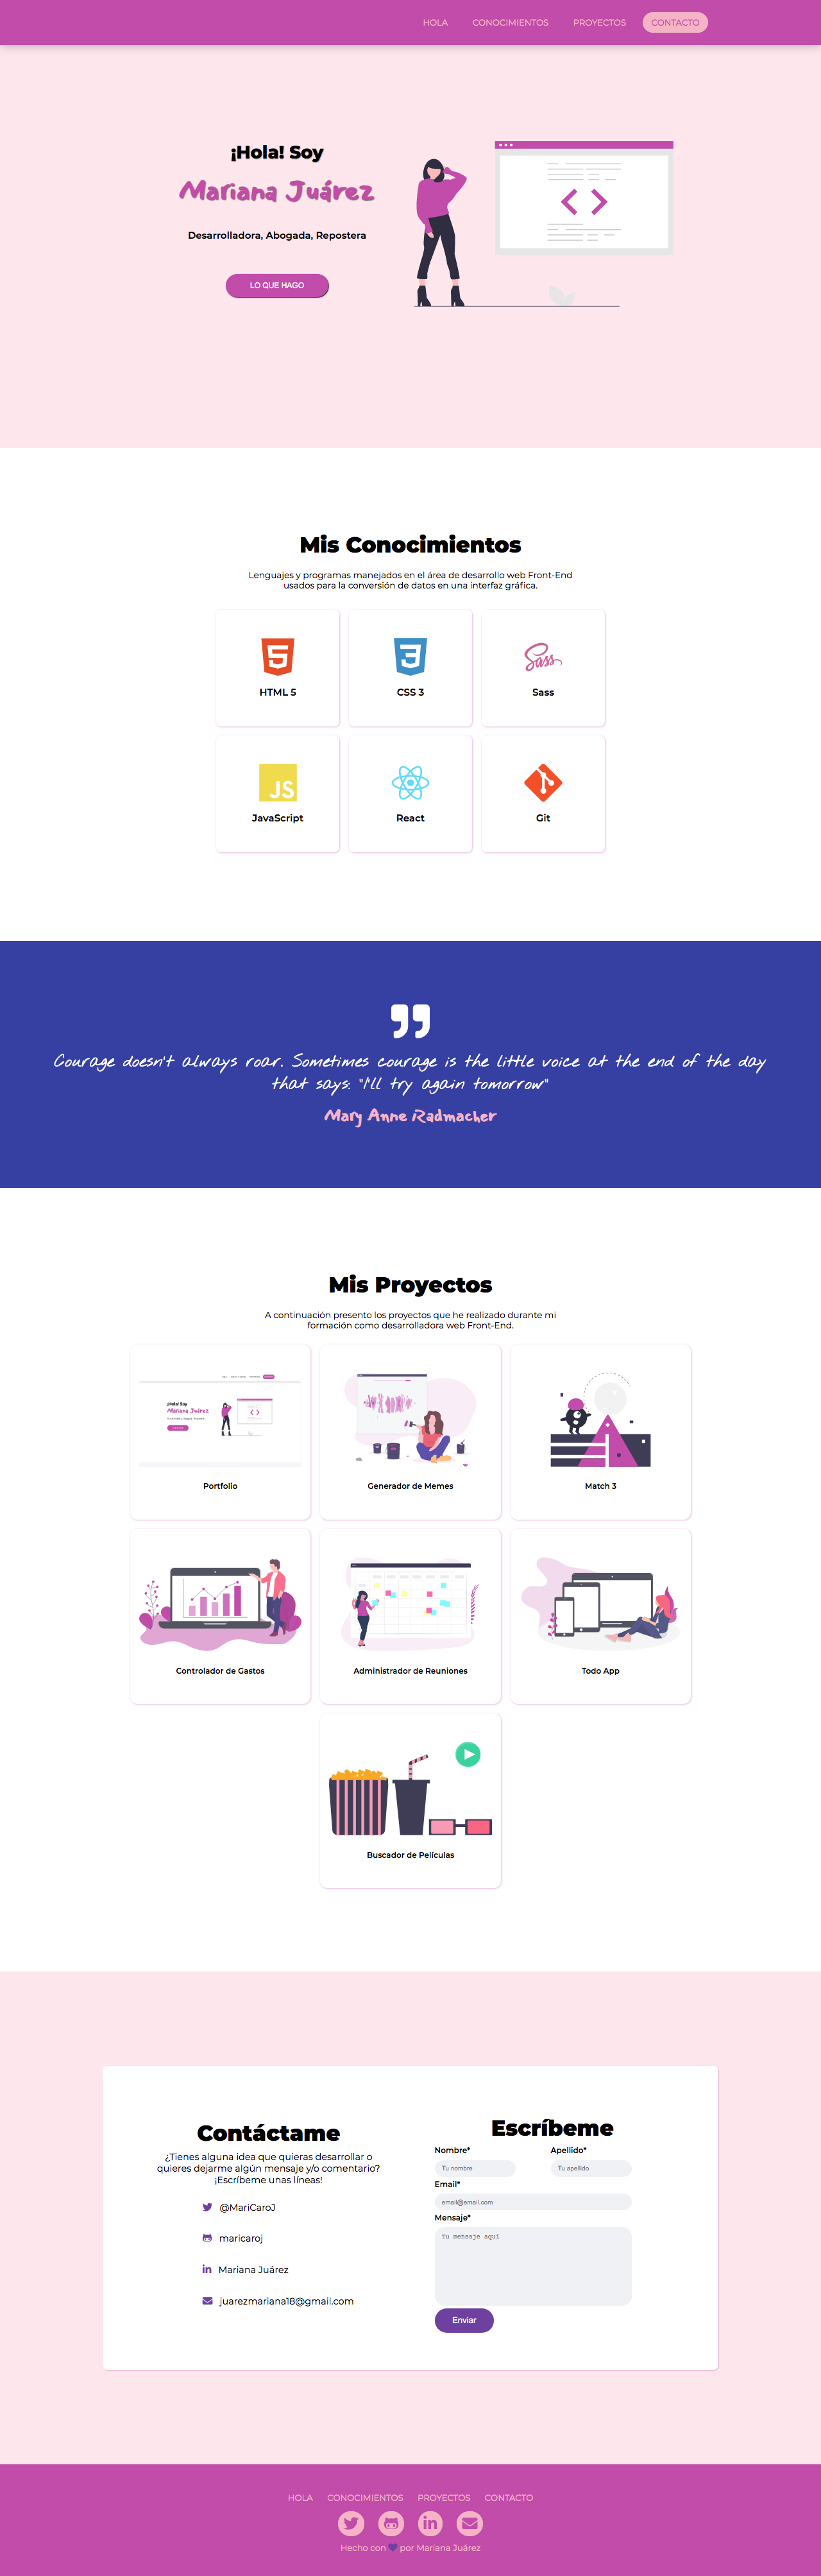 HOLA CONOCIMIENTOS PROYECTOS CONTACTO
¡Hola! Soy
Mariana Juárez
Desarrolladora, Abogada, Repostera
LO QUE HAGO
Mis Conocimientos
Lenguajes y programas manejados en el área de desarrollo web Front-End
usados para la conversión de datos en una interfaz gráfica.
HTML 5
CSS 3
Sass
Sass
JS
JavaScript
React
Git
Courage doesn't always roar. Sometimes courage is the little voice at the end of the day
that says: "I'll try again tomorrow"
Mary Anne Radmacher
Mis Proyectos
A continuación presento los proyectos que he realizado durante mi
formación como desarrolladora web Front-End.
¡Hola! Soy
Mariana Juárez
Portfolio
Generador de Memes
Match 3
Controlador de Gastos
Administrador de Reuniones
Todo App
Buscador de Películas
Contáctame
¿Tienes alguna idea que quieras desarrollar o
quieres dejarme algún mensaje y/o comentario?
¡Escríbeme unas líneas!
@MariCaroJ
maricaroj
Mariana Juárez
juarezmariana18@gmail.com
Escríbeme
Nombre* Apellido*
Tu nombre Tu apellido
Email*
email@email.com
Mensaje*
Tu mensaje aquí
Enviar
HOLA CONOCIMIENTOS PROYECTOS CONTACTO
Hecho con por Mariana Juárez